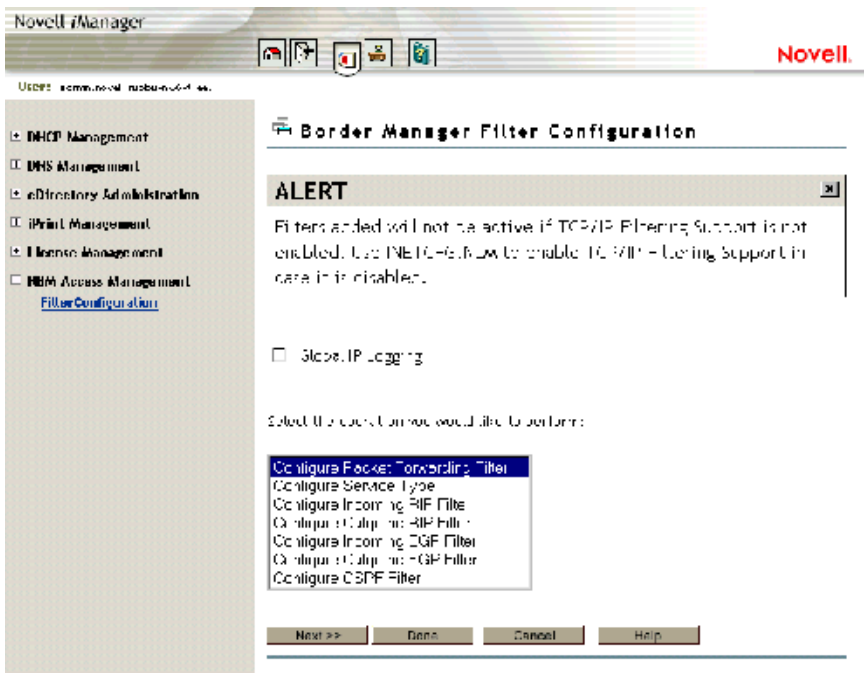 Novell iManager
Novell.
User:
DHCP Management
DNS Management
eDirectory Administration
iPrint Management
License Management
NBM Access Management
FilterConfiguration
Border Manager Filter Configuration
ALERT
Filters added will not be active if TCP/IP Filtering Support is not
enabled. Use INETCFG.NLM to enable TCP/IP Filtering Support in
case it is disabled.
Global IP Logging
Select the operation you would like to perform:
Configure Packet Forwarding Filter
Configure Service Type
Configure Incoming RIP Filter
Configure Outgoing RIP Filter
Configure Incoming EGP Filter
Configure Outgoing EGP Filter
Configure OSPF Filter
Next >>
Done
Cancel
Help